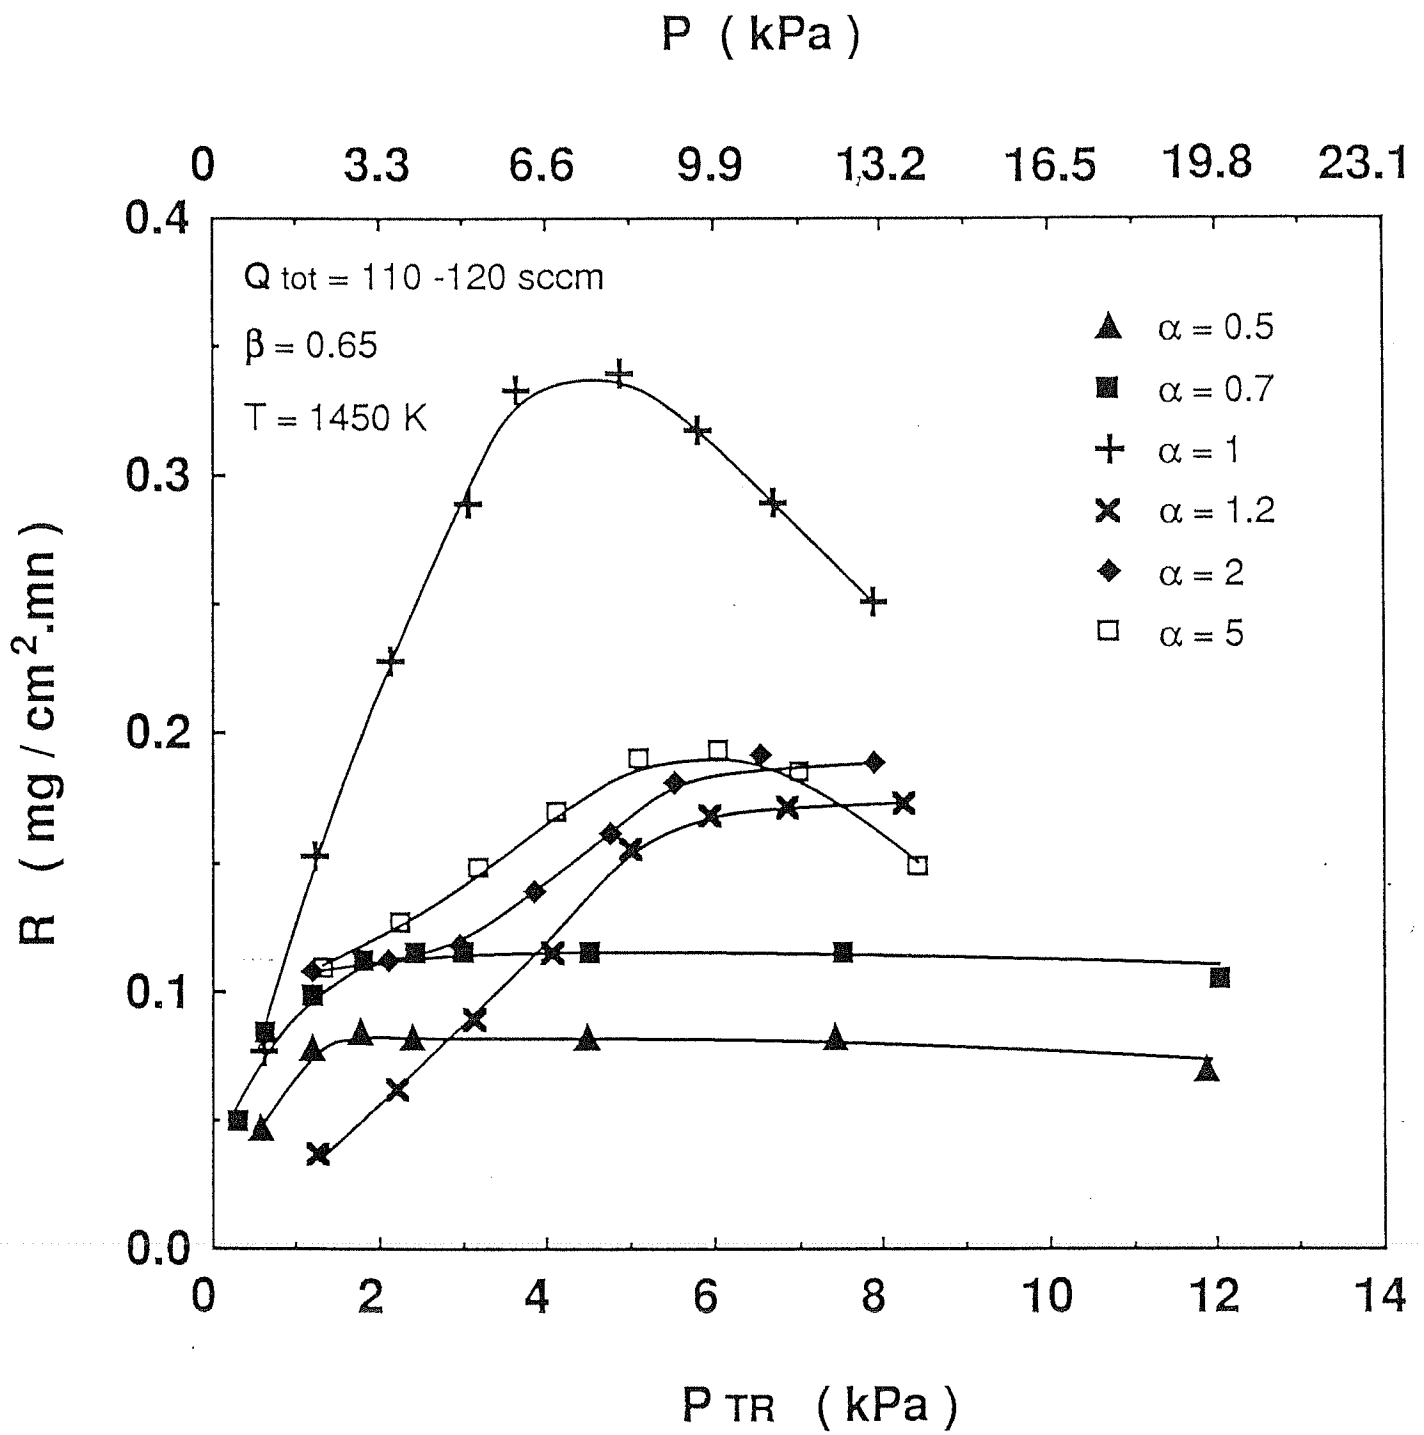 P ( kPa )
0 3.3 6.6 9.9 13.2 16.5 19.8 23.1
0.4
Q tot = 110 -120 sccm
β = 0.65
T = 1450 K
α = 0.5
α = 0.7
α = 1
α = 1.2
α = 2
α = 5
0.3
0.2
0.1
0.0
R ( mg / cm².mn )
0 2 4 6 8 10 12 14
P TR ( kPa )